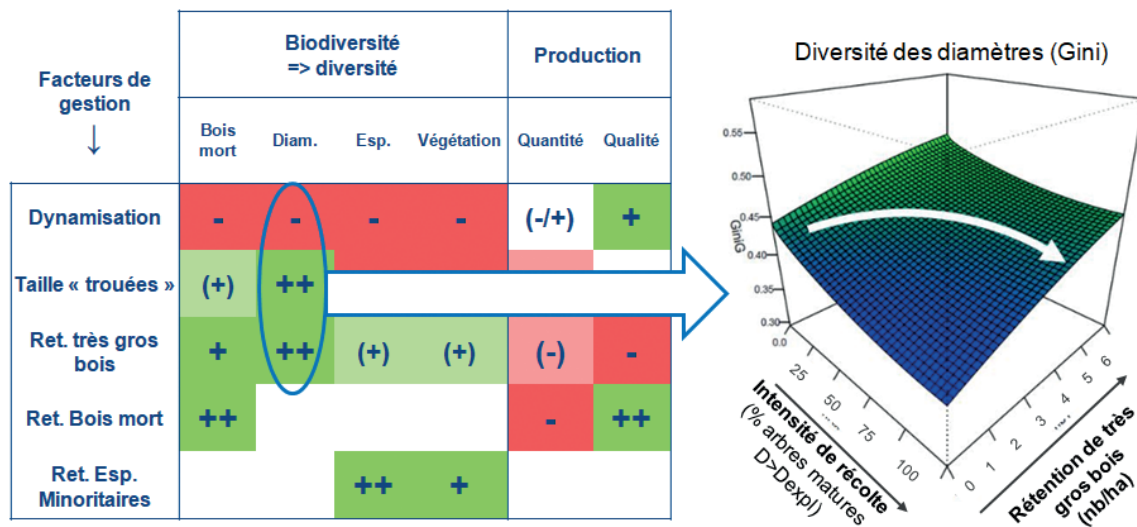 Facteurs de
gestion
↓
Biodiversité
=> diversité
Production
Bois
mort
Diam.
Esp.
Végétation
Quantité
Qualité
Dynamisation
-
-
-
-
(-/+)
+
Taille « trouées »
(+)
++
Ret. très gros
bois
+
++
(+)
(+)
(-)
-
Ret. Bois mort
++
-
++
Ret. Esp.
Minoritaires
++
+
Diversité des diamètres (Gini)
0.55
0.50
0.45
0.40
0.35
0.30
GiniG
0.0
25
50
75
100
Intensité de récolte
(% arbres matures
D>Dexpl)
0
1
2
3
4
5
6
Rétention de très
gros bois
(nb/ha)